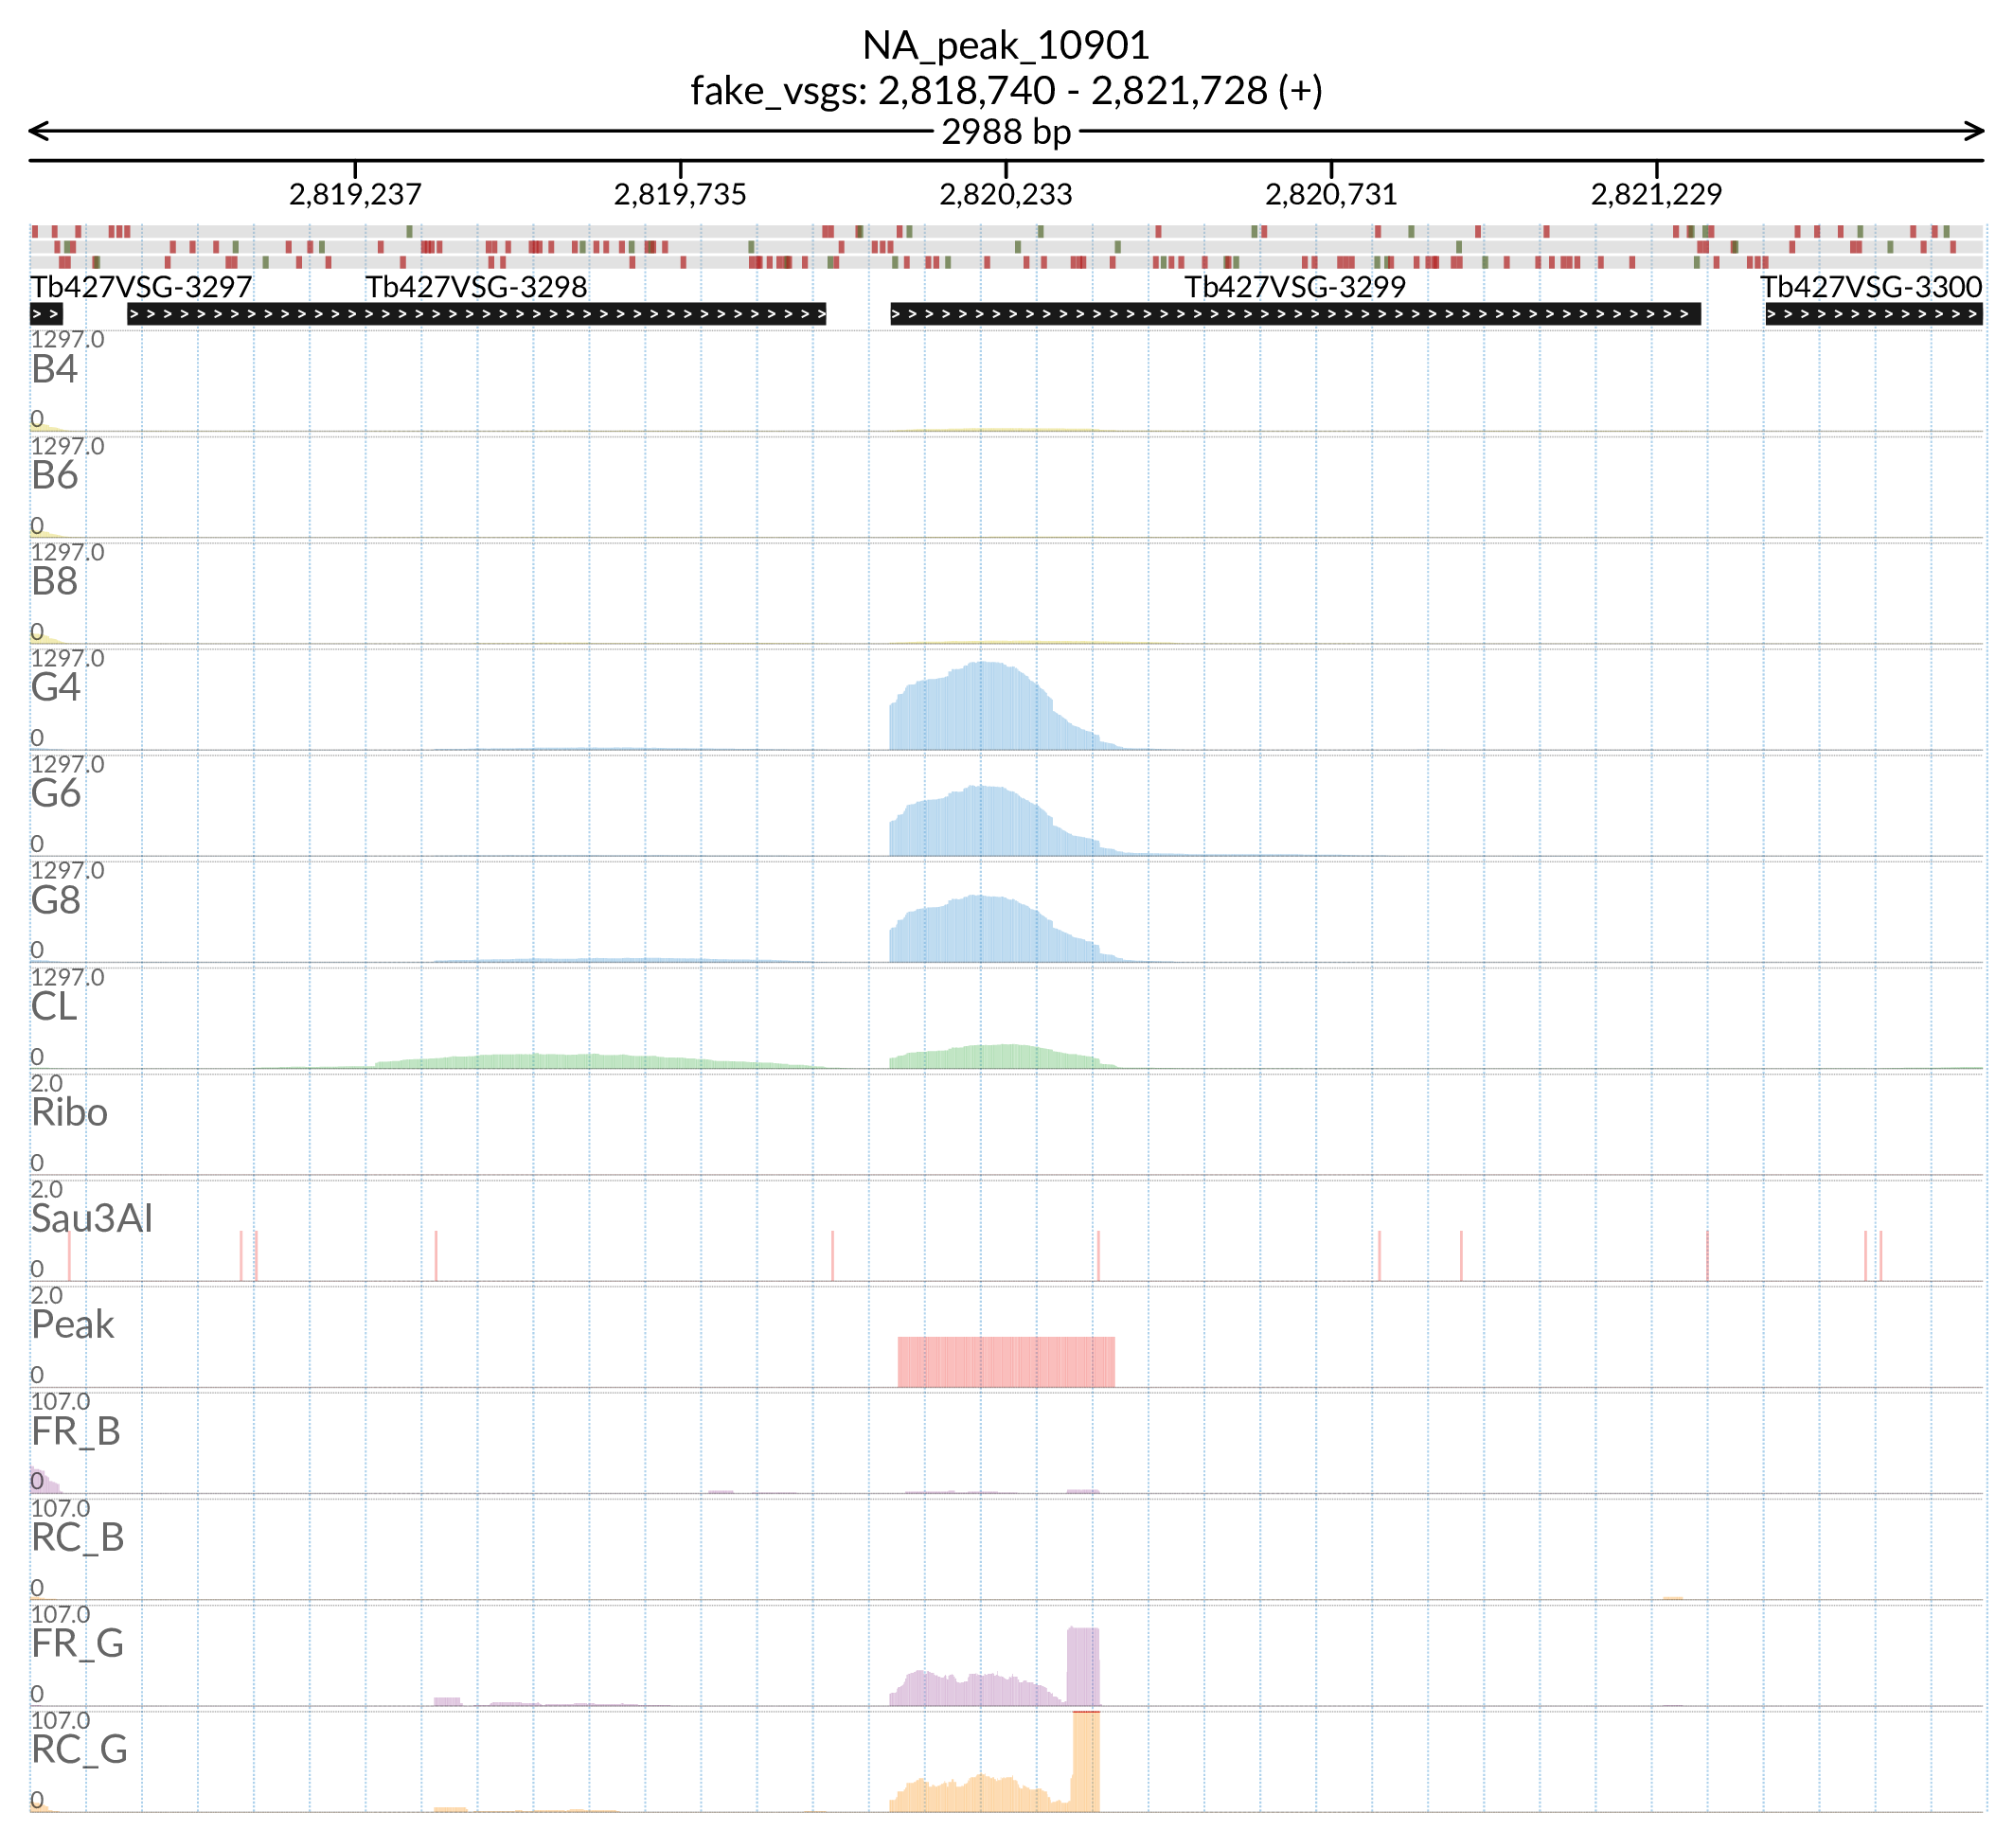 NA_peak_10901
fake_vsgs: 2,818,740 - 2,821,728 (+)
2988 bp
2,819,237 2,819,735 2,820,233 2,820,731 2,821,229
Tb427VSG-3297 Tb427VSG-3298 Tb427VSG-3299 Tb427VSG-3300
1297.0
B4
0
1297.0
B6
0
1297.0
B8
0
1297.0
G4
0
1297.0
G6
0
1297.0
G8
0
1297.0
CL
0
2.0
Ribo
0
2.0
Sau3AI
0
2.0
Peak
0
107.0
FR_B
0
107.0
RC_B
0
107.0
FR_G
0
107.0
RC_G
0